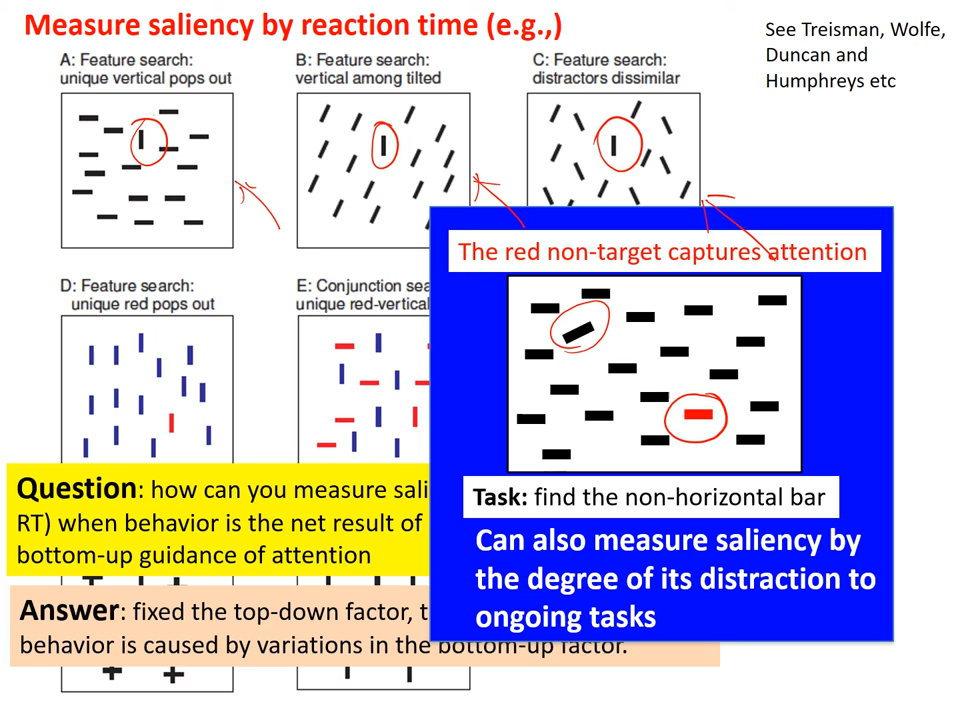 Measure saliency by reaction time (e.g.,)
See Treisman, Wolfe,
Duncan and
Humphreys etc
A: Feature search:
unique vertical pops out
B: Feature search:
vertical among tilted
C: Feature search:
distractors dissimilar
D: Feature search:
unique red pops out
E: Conjunction
unique red-vertical
The red non-target captures attention
Task: find the non-horizontal bar
Can also measure saliency by
the degree of its distraction to
ongoing tasks
Question: how can you measure
RT) when behavior is the net result of
bottom-up guidance of attention
Answer: fixed the top-down factor,
behavior is caused by variations in the bottom-up factor.